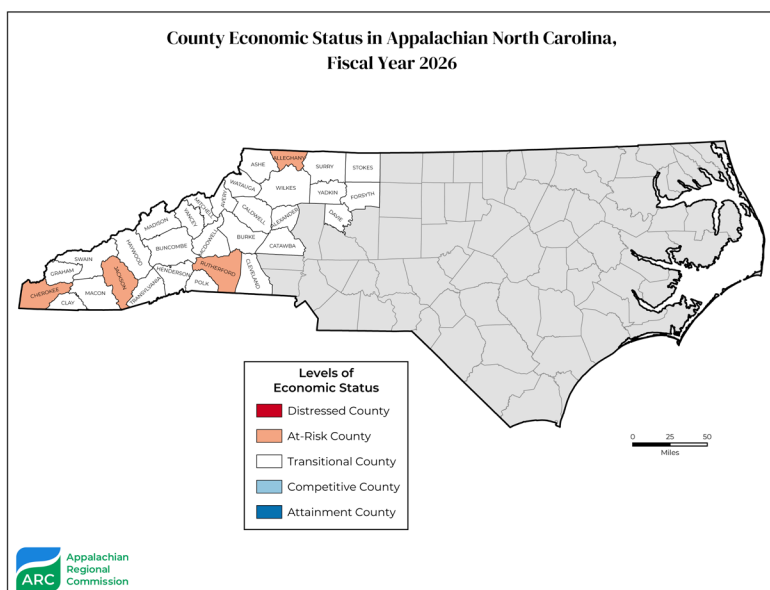 County Economic Status in Appalachian North Carolina,
Fiscal Year 2026
ALLEGHANY
ASHE
SURRY
STOKES
WATAUGA
WILKES
YADKIN
FORSYTH
AVERY
MITCHELL
CALDWELL
ALEXANDER
DAVIE
YANCEY
MADISON
MCDOWELL
BURKE
CATAWBA
BUNCOMBE
HAYWOOD
SWAIN
RUTHERFORD
CLEVELAND
HENDERSON
GRAHAM
JACKSON
POLK
TRANSYLVANIA
CHEROKEE
MACON
CLAY
Levels of
Economic Status
Distressed County
At-Risk County
Transitional County
Competitive County
Attainment County
0 25 50
Miles
ARC
Appalachian
Regional
Commission